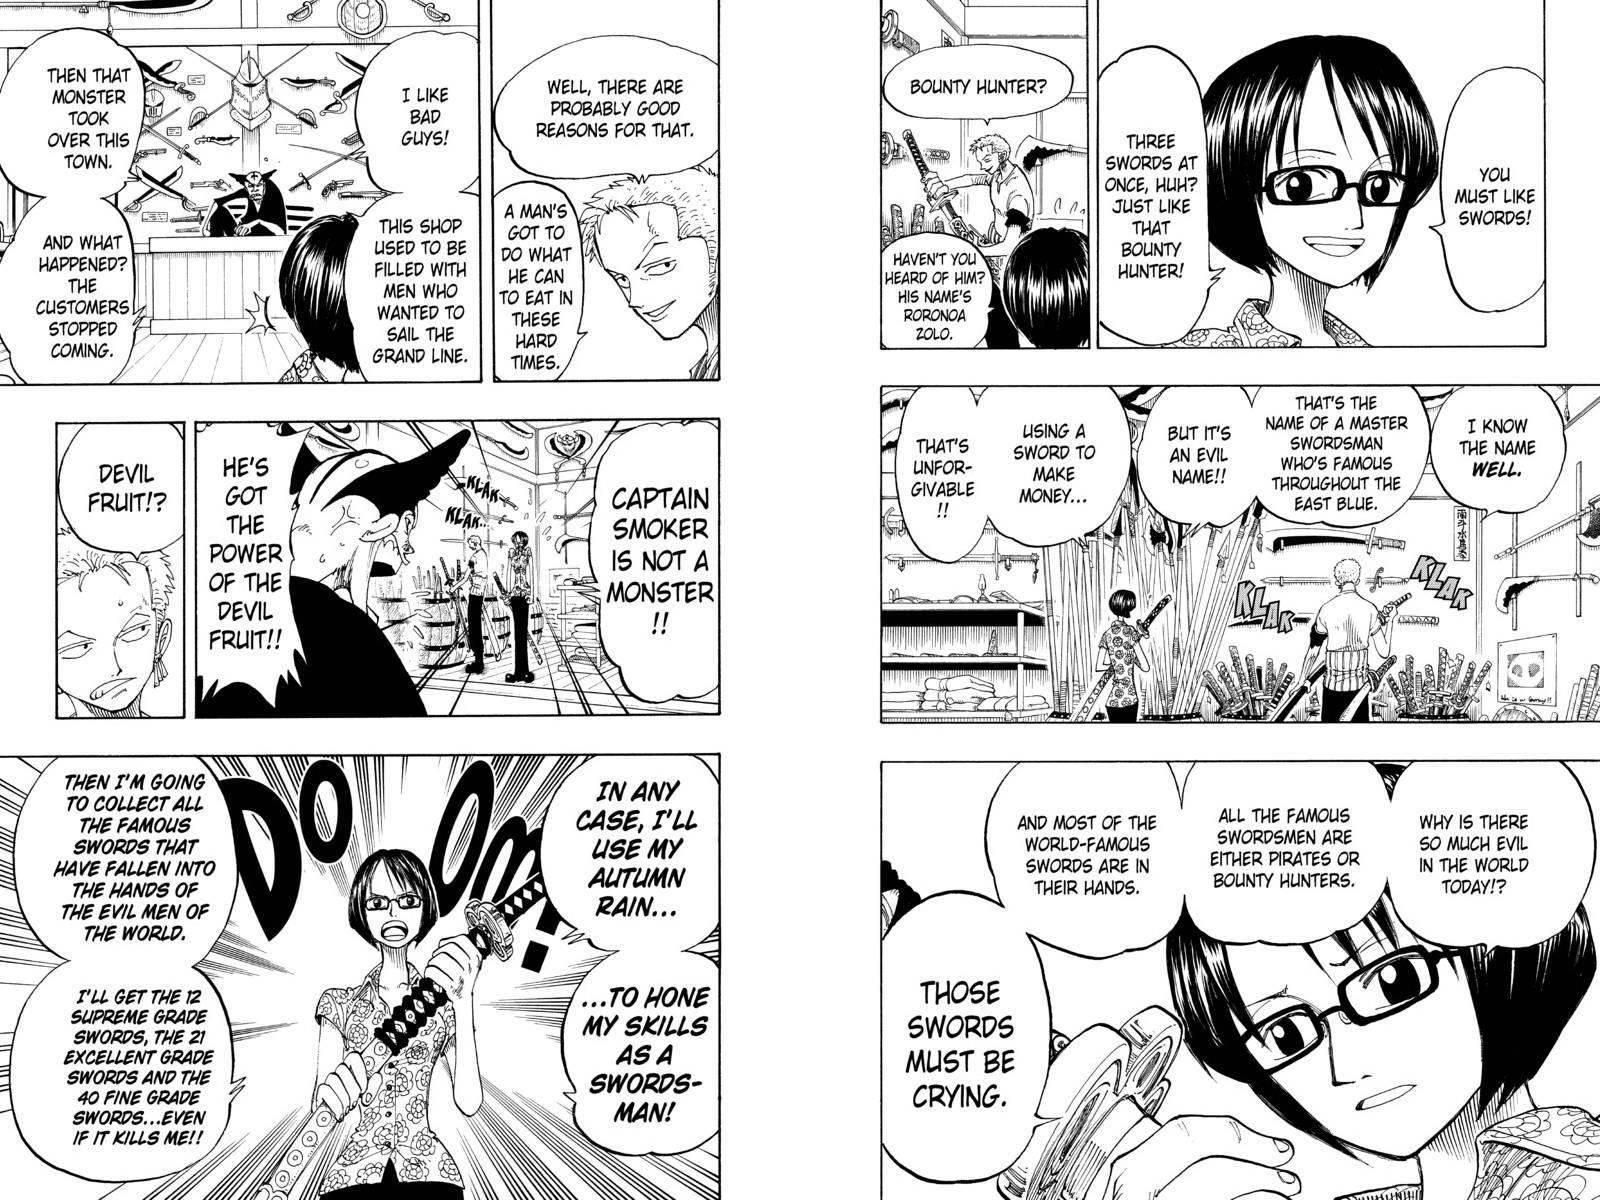 YOU
MUST LIKE
SWORDS!
THREE
SWORDS AT
ONCE, HUH?
JUST LIKE
THAT
BOUNTY
HUNTER!
BOUNTY HUNTER?
HAVEN'T YOU
HEARD OF HIM?
HIS NAME'S
RORONOA
ZOLO.
I KNOW
THE NAME
WELL.
THAT'S THE
NAME OF A MASTER
SWORDSMAN
WHO'S FAMOUS
THROUGHOUT THE
EAST BLUE.
BUT IT'S
AN EVIL
NAME!!
USING A
SWORD TO
MAKE
MONEY...
THAT'S
UNFOR-
GIVABLE
!!
KLAK
KLAK
WHY IS THERE
SO MUCH EVIL
IN THE WORLD
TODAY!?
ALL THE FAMOUS
SWORDSMEN ARE
EITHER PIRATES OR
BOUNTY HUNTERS.
AND MOST OF THE
WORLD-FAMOUS
SWORDS ARE IN
THEIR HANDS.
THOSE
SWORDS
MUST BE
CRYING.
WELL, THERE ARE
PROBABLY GOOD
REASONS FOR THAT.
A MAN'S
GOT TO
DO WHAT
HE CAN
TO EAT IN
THESE
HARD
TIMES.
I LIKE
BAD
GUYS!
THIS SHOP
USED TO BE
FILLED WITH
MEN WHO
WANTED TO
SAIL THE
GRAND LINE.
THEN THAT
MONSTER
TOOK
OVER THIS
TOWN.
AND WHAT
HAPPENED?
THE
CUSTOMERS
STOPPED
COMING.
CAPTAIN
SMOKER
IS NOT A
MONSTER
!!
KLAK
KLAK...
HE'S
GOT
THE
POWER
OF THE
DEVIL
FRUIT!!
DEVIL
FRUIT!?
IN ANY
CASE, I'LL
USE MY
AUTUMN
RAIN...
...TO HONE
MY SKILLS
AS A
SWORDS-
MAN!
DOOM!
THEN I'M GOING
TO COLLECT ALL
THE FAMOUS
SWORDS THAT
HAVE FALLEN INTO
THE HANDS OF
THE EVIL MEN OF
THE WORLD.
I'LL GET THE 12
SUPREME GRADE
SWORDS, THE 21
EXCELLENT GRADE
SWORDS AND THE
40 FINE GRADE
SWORDS...EVEN
IF IT KILLS ME!!